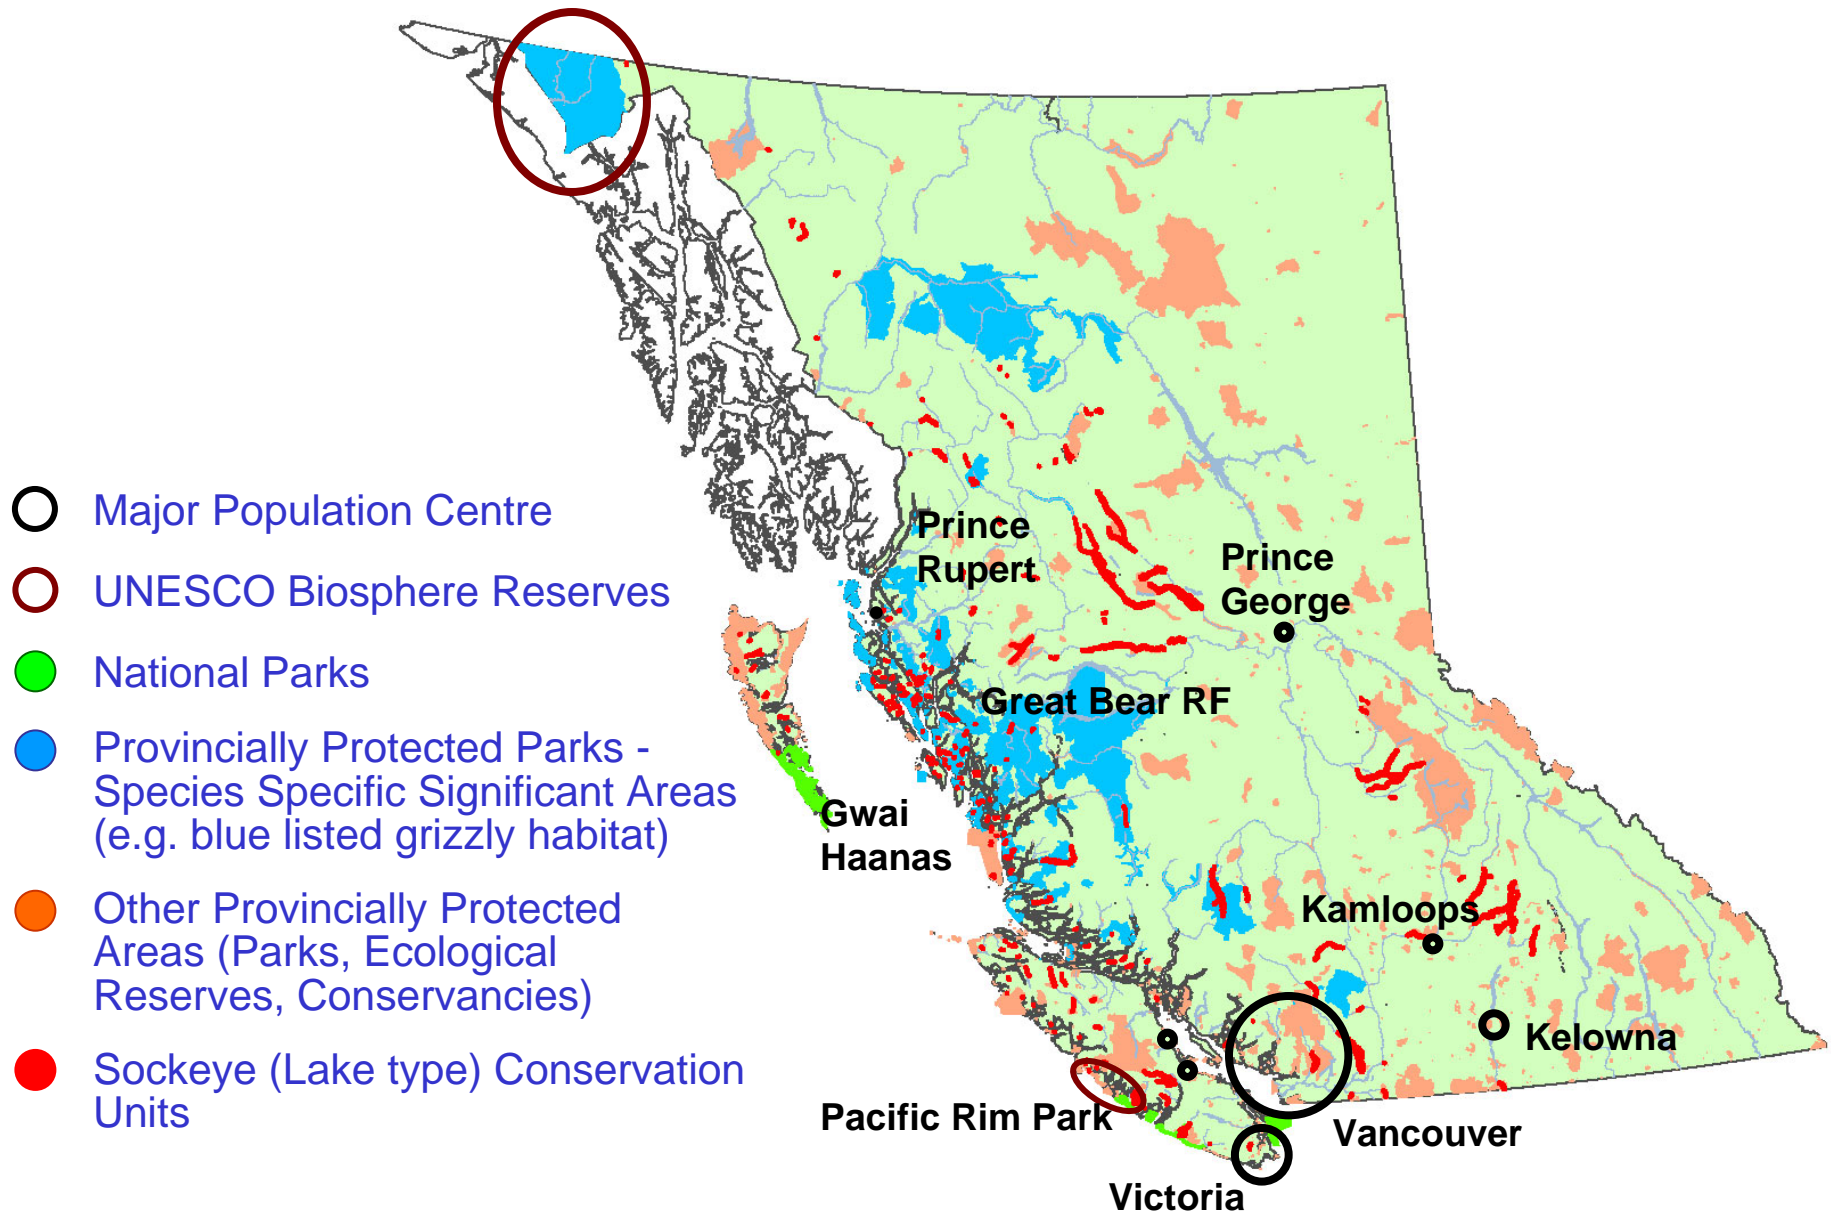 Major Population Centre
UNESCO Biosphere Reserves
National Parks
Provincially Protected Parks -
Species Specific Significant Areas
(e.g. blue listed grizzly habitat)
Other Provincially Protected
Areas (Parks, Ecological
Reserves, Conservancies)
Sockeye (Lake type) Conservation
Units
Prince
Rupert
Prince
George
Great Bear RF
Gwai
Haanas
Kamloops
Kelowna
Pacific Rim Park
Vancouver
Victoria